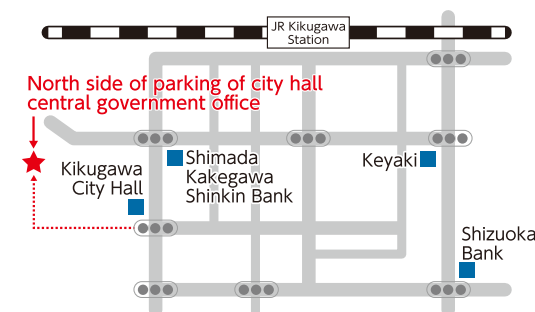 JR Kikugawa
Station
North side of parking of city hall
central government office
Shimada
Kakegawa
Shinkin Bank
Keyaki
Kikugawa
City Hall
Shizuoka
Bank